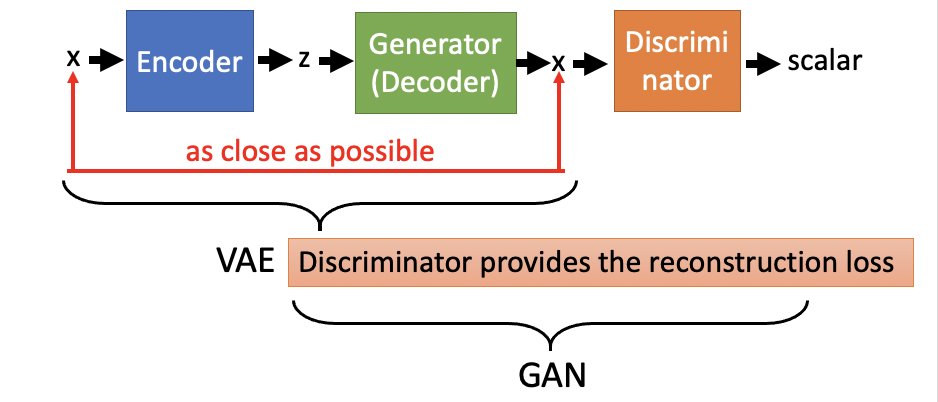 x
Encoder
z
Generator
(Decoder)
x
Discrimi
nator
scalar
as close as possible
VAE
Discriminator provides the reconstruction loss
GAN